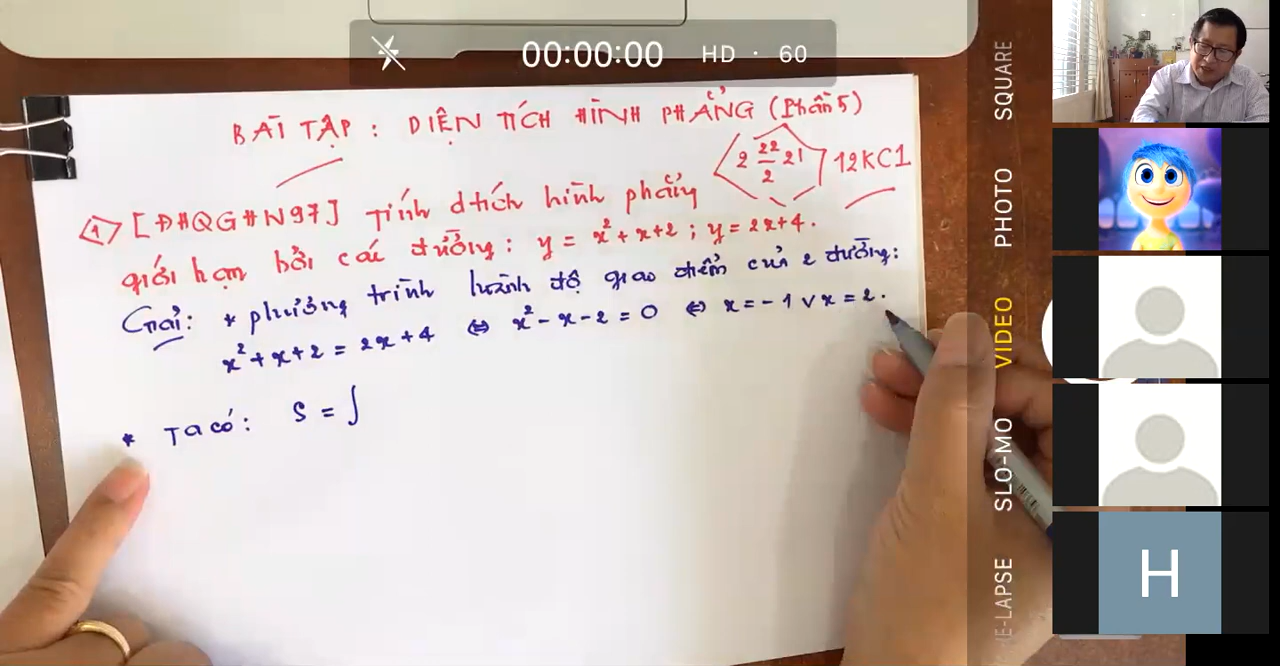 00:00:00 HD · 60
BÀI TẬP : DIỆN TÍCH HÌNH PHẲNG (Phần 5)
2 22/2 21 12KC1
<1> [ĐHQGHN97] Tính dtích hình phẳng
giới hạn bởi các đường : y = x² + x + 2 ; y = 2x + 4.
Giải : * phương trình hoành độ giao điểm của 2 đường :
x² + x + 2 = 2x + 4 ⇔ x² - x - 2 = 0 ⇔ x = -1 ∨ x = 2.
* Ta có : S = ∫
SQUARE
PHOTO
VIDEO
SLO-MO
IE-LAPSE
H